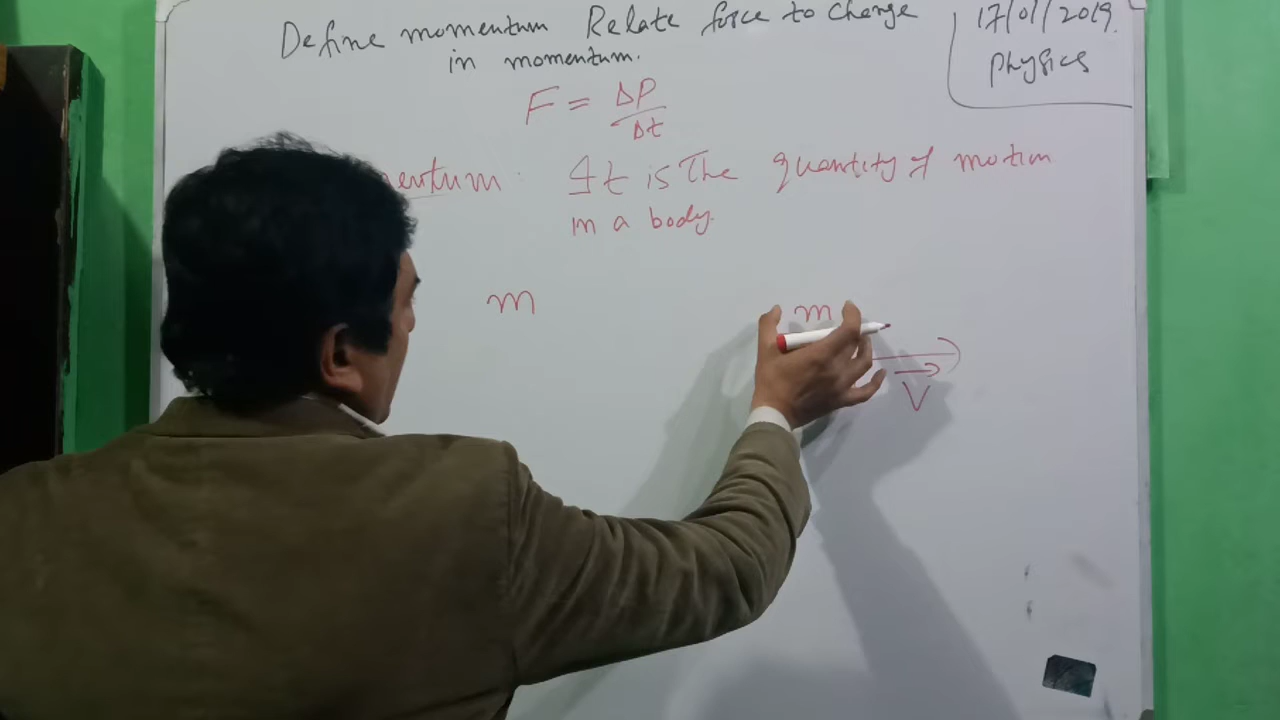 Define momentum Relate force to change
in momentum.
17/01/2019.
physics
F = ΔP/Δt
entum. It is The quantity of motion
in a body.
m
m
V